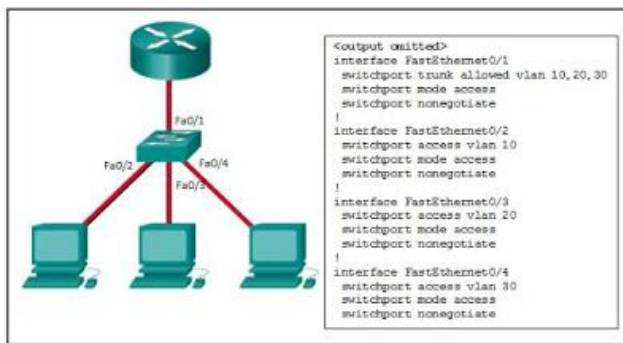 Fa0/1
Fa0/2
Fa0/4
Fa0/3
<output omitted>
interface FastEthernet0/1
switchport trunk allowed vlan 10,20,30
switchport mode access
switchport nonegotiate
!
interface FastEthernet0/2
switchport access vlan 10
switchport mode access
switchport nonegotiate
!
interface FastEthernet0/3
switchport access vlan 20
switchport mode access
switchport nonegotiate
!
interface FastEthernet0/4
switchport access vlan 30
switchport mode access
switchport nonegotiate